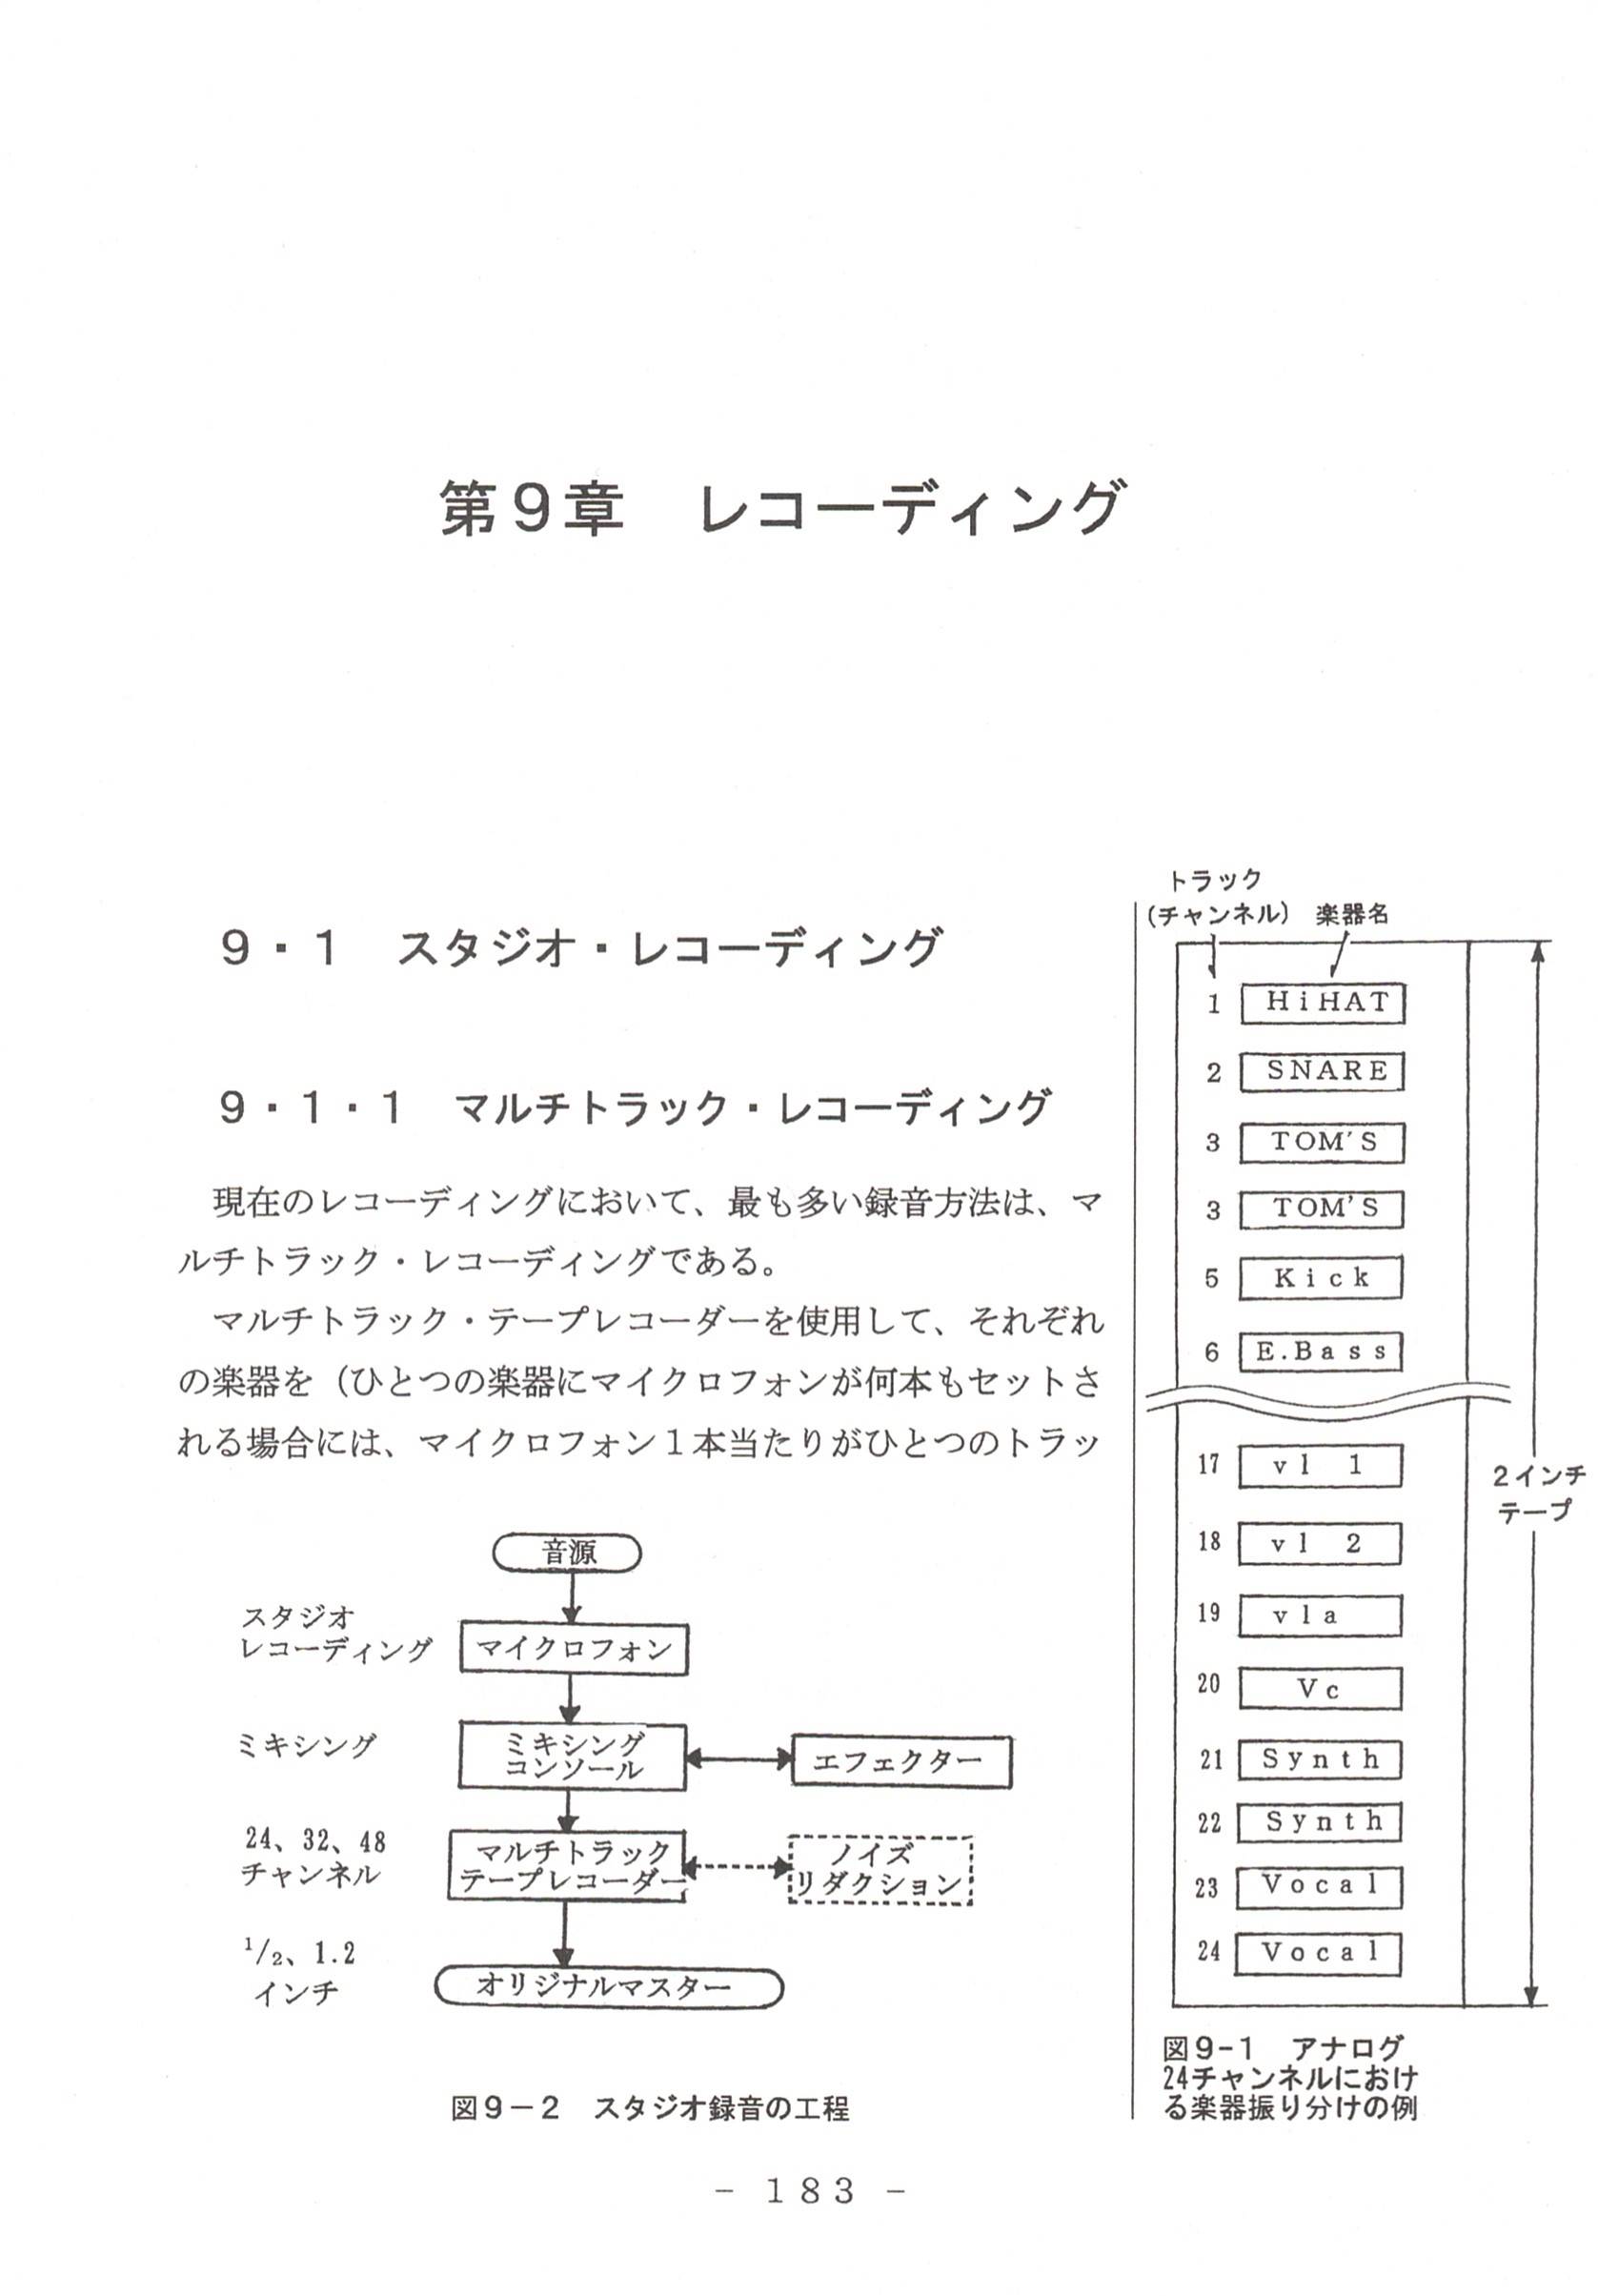 第９章　レコーディング
９・１　スタジオ・レコーディング
９・１・１　マルチトラック・レコーディング
現在のレコーディングにおいて、最も多い録音方法は、マ
ルチトラック・レコーディングである。
マルチトラック・テープレコーダーを使用して、それぞれ
の楽器を（ひとつの楽器にマイクロフォンが何本もセットさ
れる場合には、マイクロフォン１本当たりがひとつのトラッ
音源
スタジオ
レコーディング
マイクロフォン
ミキシング
ミキシング
コンソール
エフェクター
24、32、48
チャンネル
マルチトラック
テープレコーダー
ノイズ
リダクション
1/2、1.2
インチ
オリジナルマスター
図９－２　スタジオ録音の工程
トラック
(チャンネル)　楽器名
1 HiHAT
2 SNARE
3 TOM'S
3 TOM'S
5 Kick
6 E.Bass
17 vl 1
18 vl 2
19 vla
20 Vc
21 Synth
22 Synth
23 Vocal
24 Vocal
２インチ
テープ
図９-１　アナログ
24チャンネルにおけ
る楽器振り分けの例
- 183 -